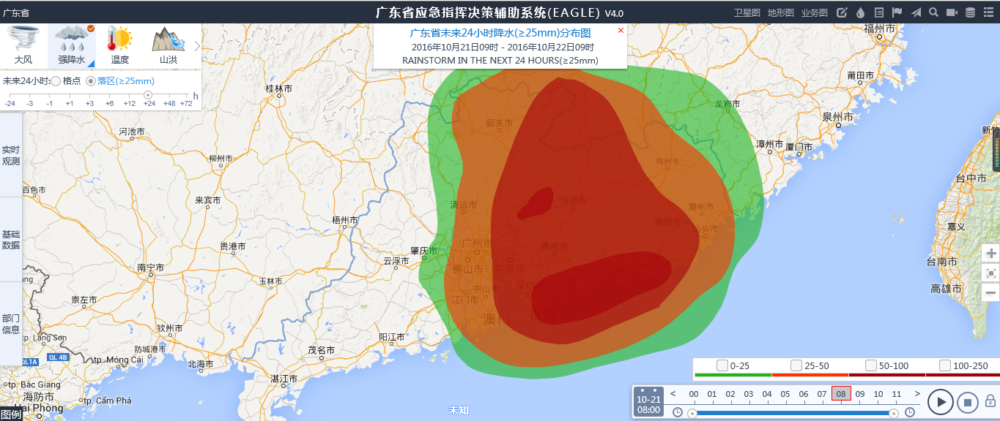 广东省
广东省应急指挥决策辅助系统(EAGLE) V4.0
卫星图 地形图 业务图
大风 强降水 温度 山洪
未来24小时: 格点 落区(≥25mm)
-24 -3 -1 +1 +3 +6 +12 +24 +48 +72 h
广东省未来24小时降水(≥25mm)分布图
2016年10月21日09时 - 2016年10月22日09时
RAINSTORM IN THE NEXT 24 HOURS(≥25mm)
实时
观测
基础
数据
部门
信息
福州市
莆田市
桂林市
龙岩市
泉州市
韶关市
河池市
新竹
漳州市
厦门市
柳州市
梅州市
台中市
百色市
来宾市
清远市
河源市
潮州市
梧州市
揭阳市
汕头市
嘉义
贵港市
广州市
惠州市
肇庆市
云浮市
台南市
南宁市
佛山市
东莞市
玉林市
中山市
深圳市
高雄市
崇左市
江门市
澳门
香港
钦州市
tp. Lạng Sơn
阳江市
防城港市
茂名市
QL 4B
tp. Móng Cái
QL1A
北海市
湛江市
tp. Bắc Giang
海防市
tp. Cẩm Phả
Hai Phong
未知
图例
0-25 25-50 50-100 100-250
10-21
08:00
< 00 01 02 03 04 05 06 07 08 09 10 11 >